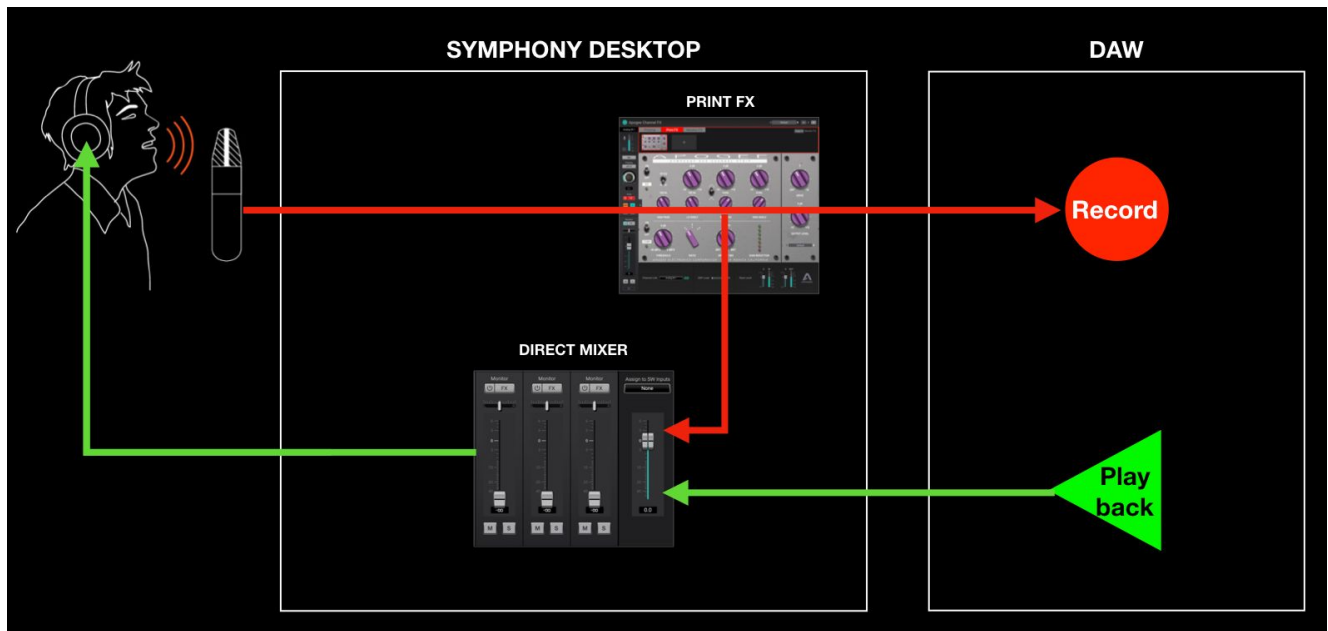 SYMPHONY DESKTOP
DAW
PRINT FX
Record
DIRECT MIXER
Monitor Monitor Monitor Assign to SW Inputs
FX FX FX None
-∞ -∞ -∞ 0.0
M S M S M S
Play
back